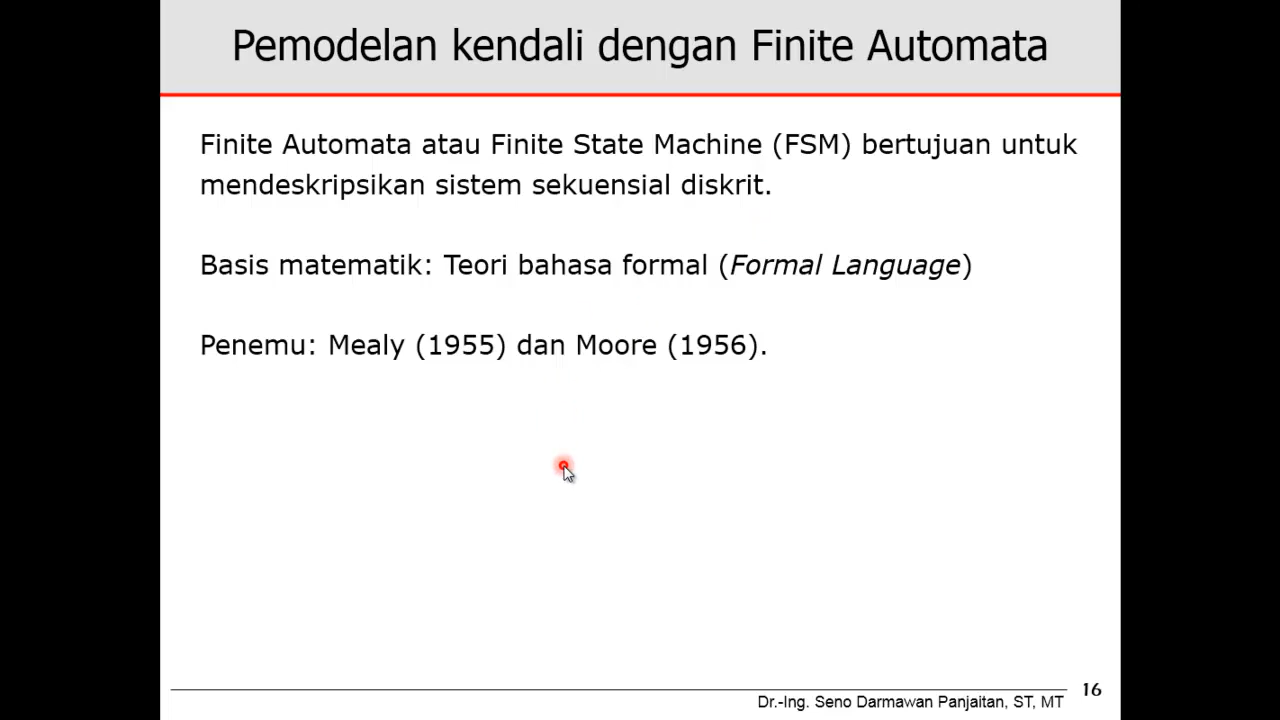 Pemodelan kendali dengan Finite Automata
Finite Automata atau Finite State Machine (FSM) bertujuan untuk
mendeskripsikan sistem sekuensial diskrit.
Basis matematik: Teori bahasa formal (Formal Language)
Penemu: Mealy (1955) dan Moore (1956).
16
Dr.-Ing. Seno Darmawan Panjaitan, ST, MT